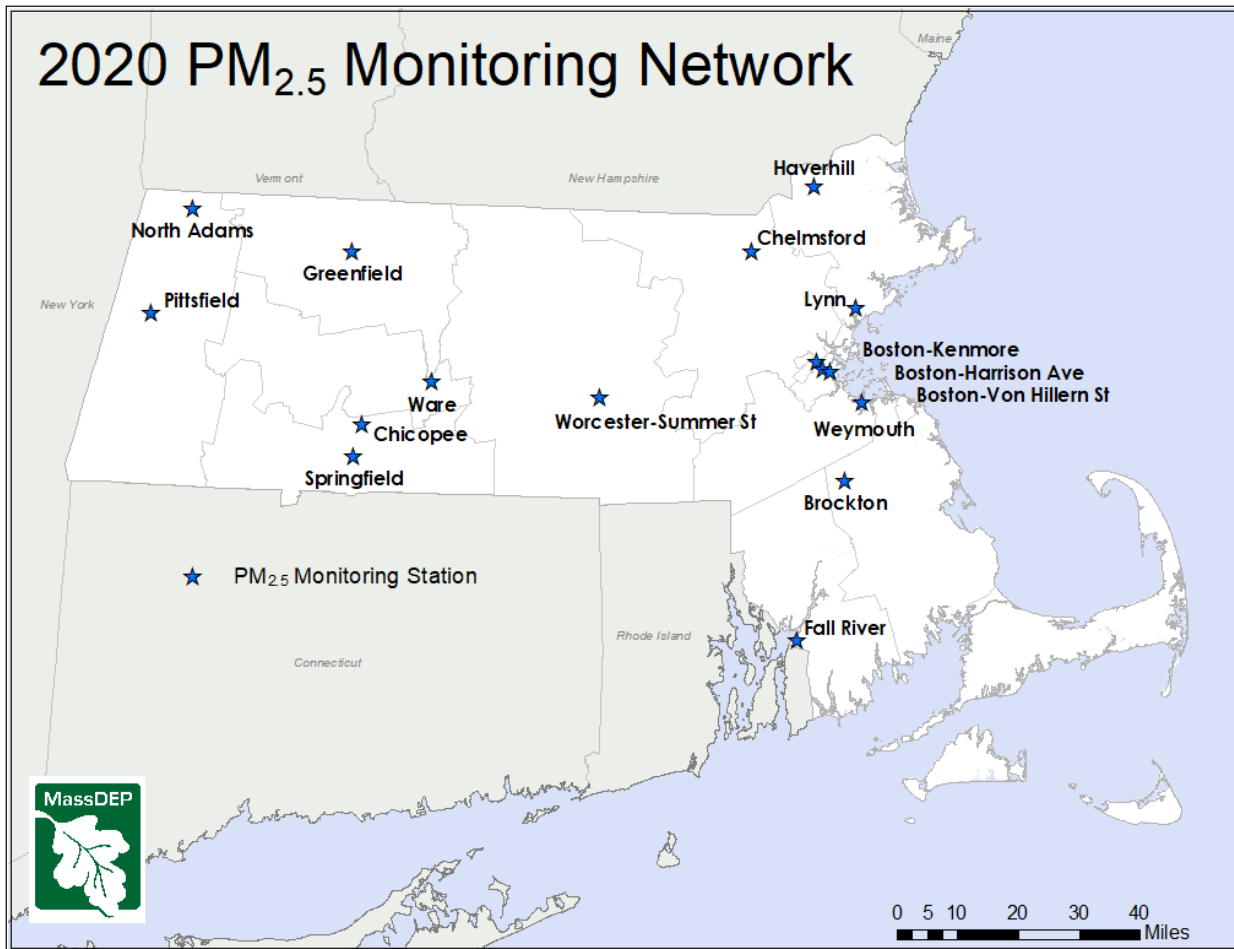 2020 PM2.5 Monitoring Network
Maine
Vermont
New Hampshire
Haverhill
North Adams
Chelmsford
Greenfield
New York
Pittsfield
Lynn
Boston-Kenmore
Boston-Harrison Ave
Boston-Von Hillern St
Ware
Worcester-Summer St
Weymouth
Chicopee
Springfield
Brockton
PM2.5 Monitoring Station
Fall River
Rhode Island
Connecticut
MassDEP
0 5 10 20 30 40
Miles